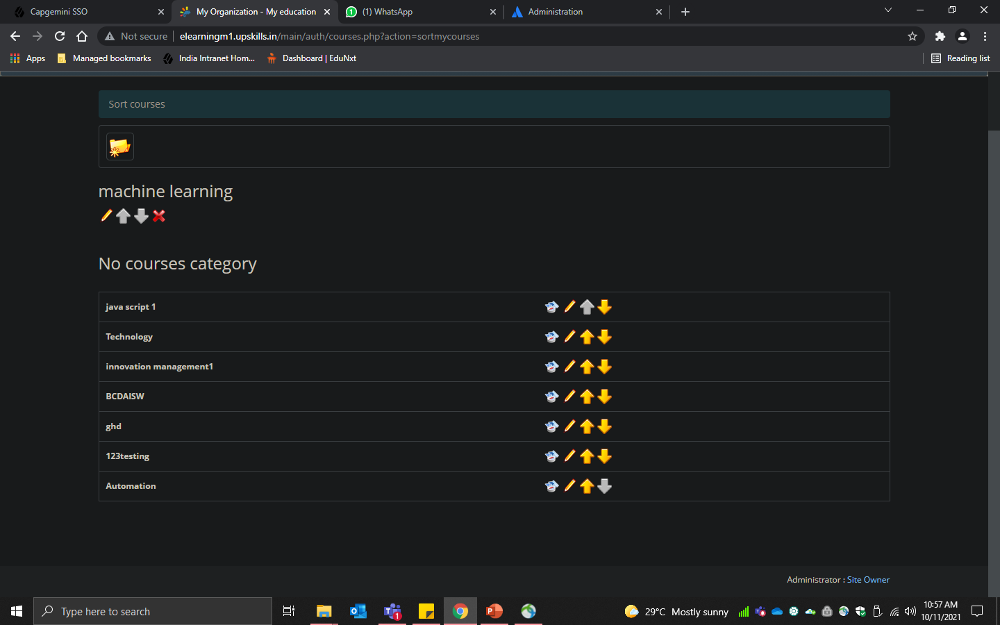 Capgemini SSO
My Organization - My education
(1) WhatsApp
Administration
Not secure
elearningm1.upskills.in/main/auth/courses.php?action=sortmycourses
Apps
Managed bookmarks
India Intranet Hom...
Dashboard | EduNxt
Reading list
Sort courses
machine learning
No courses category
java script 1
Technology
innovation management1
BCDAISW
ghd
123testing
Automation
Administrator : Site Owner
Type here to search
1
29°C Mostly sunny
10:57 AM
10/11/2021